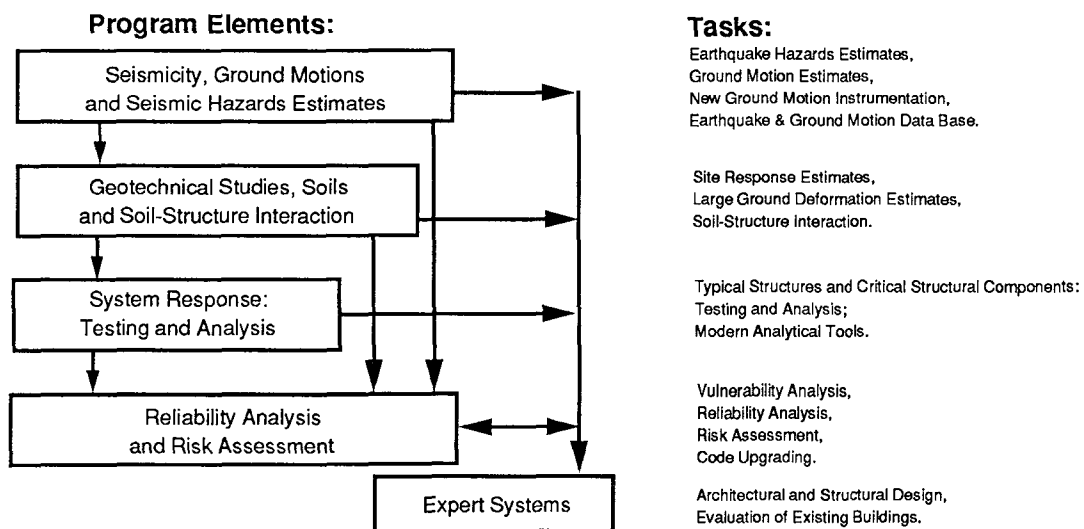 Program Elements:
Seismicity, Ground Motions
and Seismic Hazards Estimates
Geotechnical Studies, Soils
and Soil-Structure Interaction
System Response:
Testing and Analysis
Reliability Analysis
and Risk Assessment
Expert Systems
Tasks:
Earthquake Hazards Estimates,
Ground Motion Estimates,
New Ground Motion Instrumentation,
Earthquake & Ground Motion Data Base.
Site Response Estimates,
Large Ground Deformation Estimates,
Soil-Structure Interaction.
Typical Structures and Critical Structural Components:
Testing and Analysis;
Modern Analytical Tools.
Vulnerability Analysis,
Reliability Analysis,
Risk Assessment,
Code Upgrading.
Architectural and Structural Design,
Evaluation of Existing Buildings.